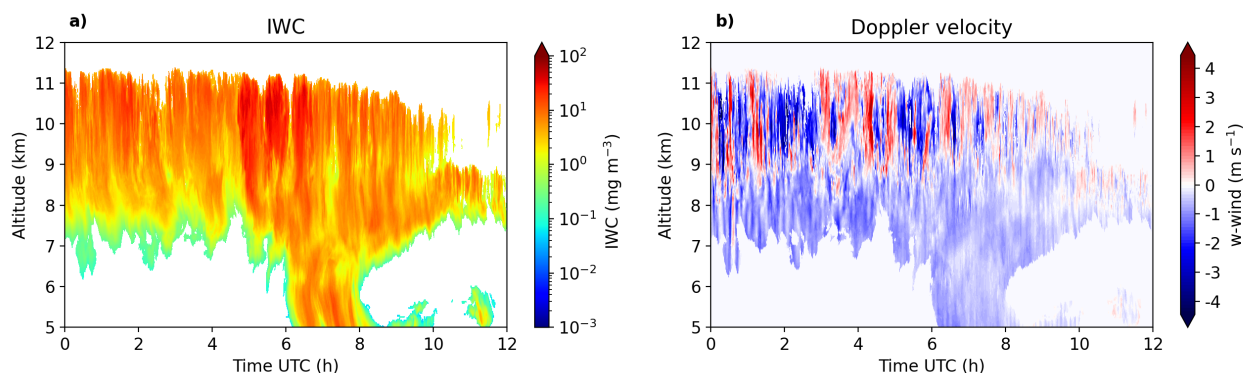 a)
IWC
12
11
10
9
8
7
6
5
Altitude (km)
0 2 4 6 8 10 12
Time UTC (h)
10²
10¹
10⁰
10⁻¹
10⁻²
10⁻³
IWC (mg m⁻³)
b)
Doppler velocity
12
11
10
9
8
7
6
5
Altitude (km)
0 2 4 6 8 10 12
Time UTC (h)
4
3
2
1
0
-1
-2
-3
-4
w-wind (m s⁻¹)